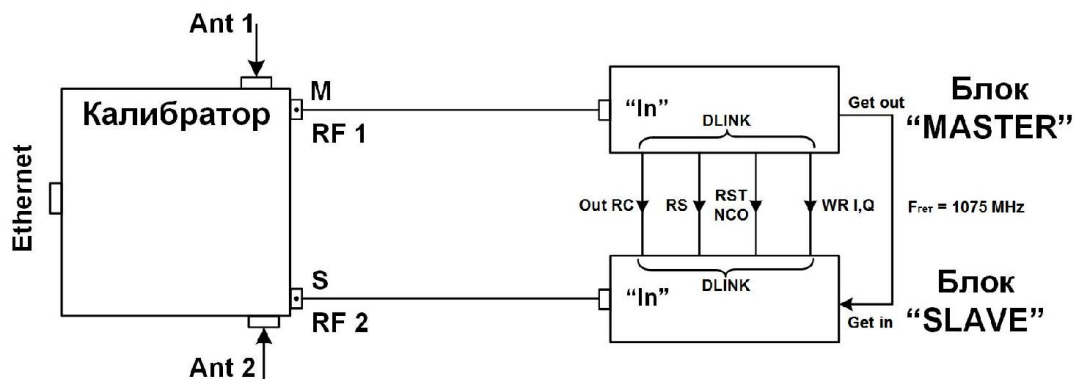 Ant 1
Калибратор
M
RF 1
Ethernet
S
RF 2
Ant 2
“In”
DLINK
Get out
Блок
“MASTER”
Out RC
RS
RST
NCO
WR I,Q
Fгет = 1075 MHz
“In”
DLINK
Get in
Блок
“SLAVE”